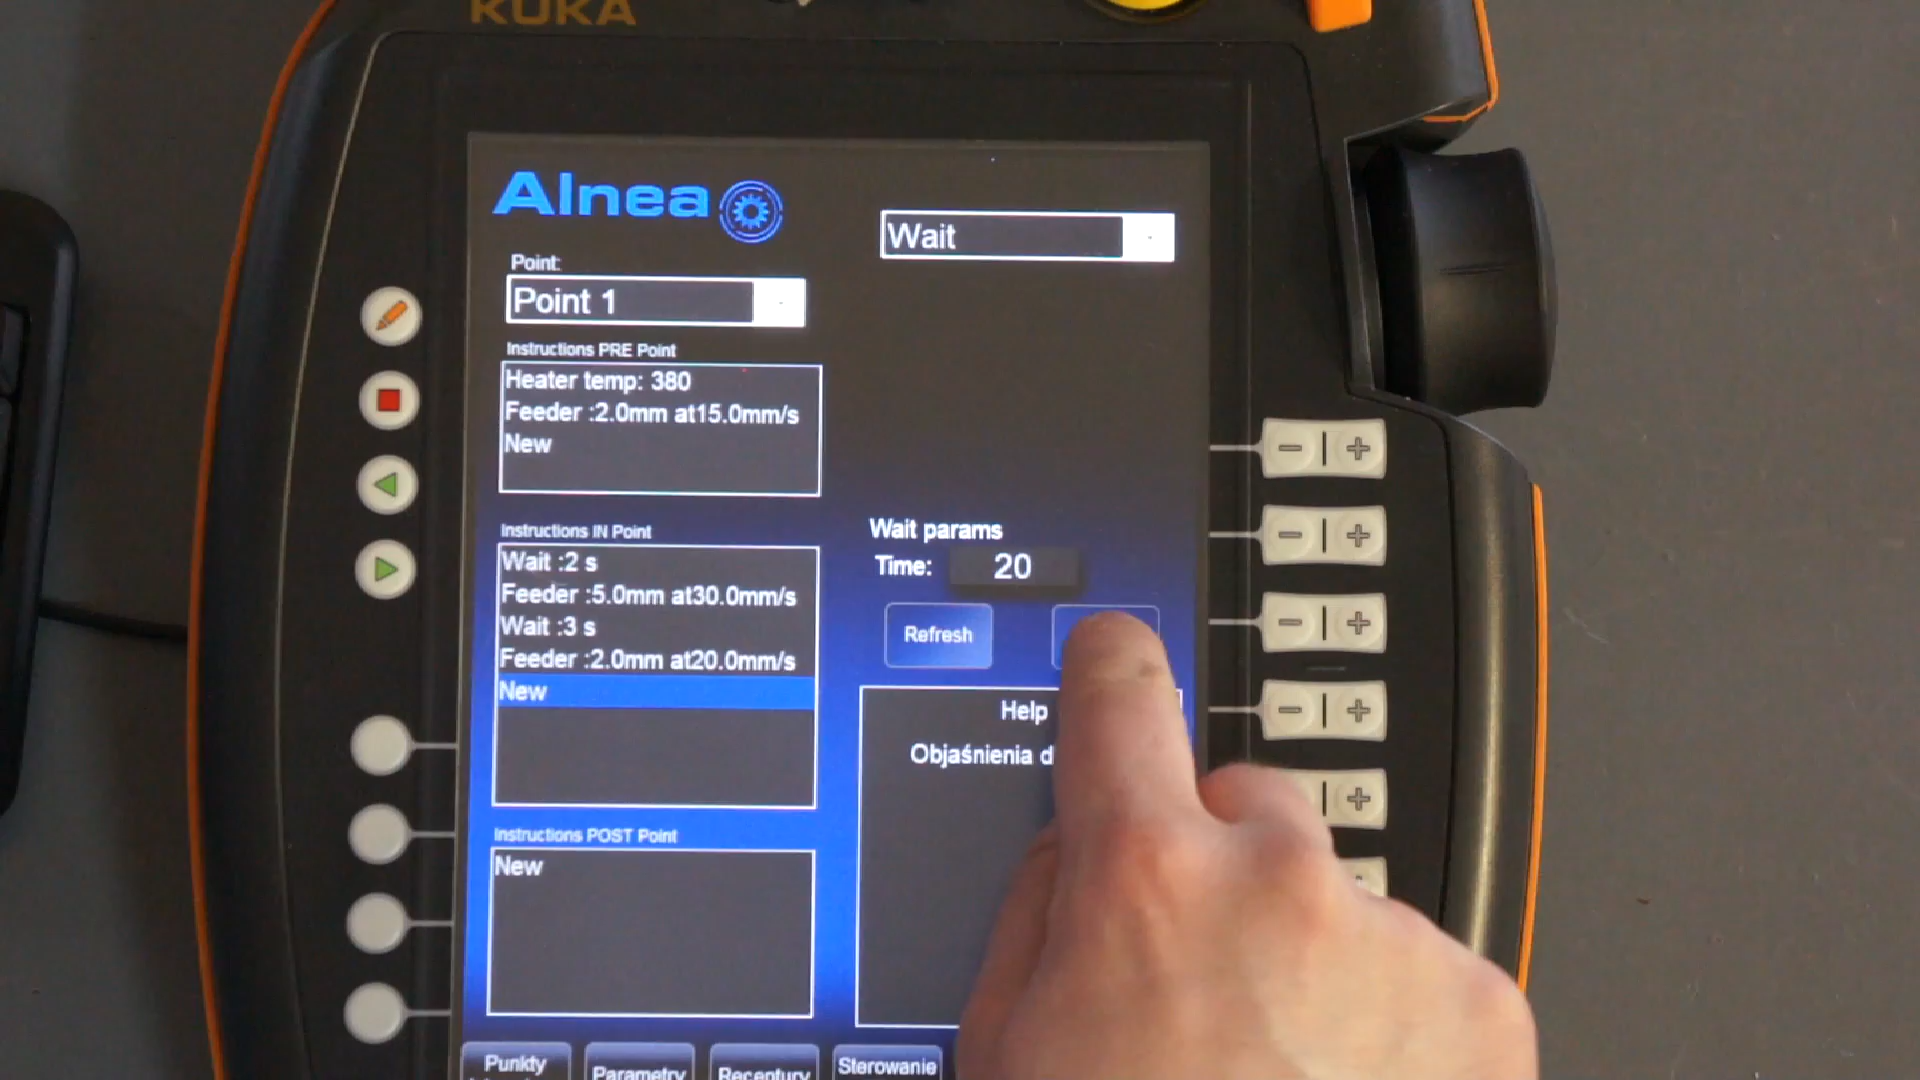 KUKA
Alnea
Wait
Point:
Point 1
Instructions PRE Point
Heater temp: 380
Feeder :2.0mm at15.0mm/s
New
Instructions IN Point
Wait :2 s
Feeder :5.0mm at30.0mm/s
Wait :3 s
Feeder :2.0mm at20.0mm/s
New
Wait params
Time: 20
Refresh
Help
Objaśnienia d
Instructions POST Point
New
Punkty
Parametry
Receptury
Sterowanie